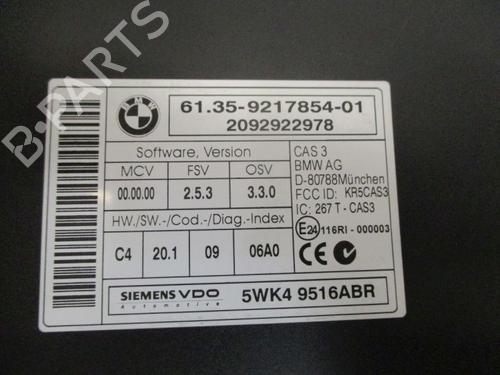 B-PARTS
BMW
61.35-9217854-01
2092922978
Software, Version
MCV FSV OSV
00.00.00 2.5.3 3.3.0
HW./SW.-/Cod.-/Diag.-Index
C4 20.1 09 06A0
CAS 3
BMW AG
D-80788München
FCC ID: KR5CAS3
IC: 267 T - CAS3
E24 116RI - 000003
SIEMENS VDO
Automotive
5WK4 9516ABR